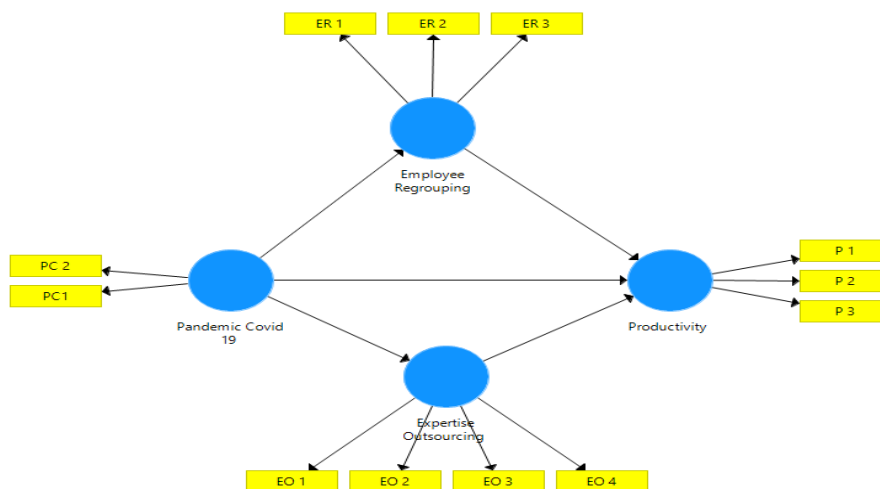 ER 1
ER 2
ER 3
Employee
Regrouping
PC 2
PC1
Pandemic Covid
19
P 1
P 2
P 3
Productivity
Expertise
Outsourcing
EO 1
EO 2
EO 3
EO 4